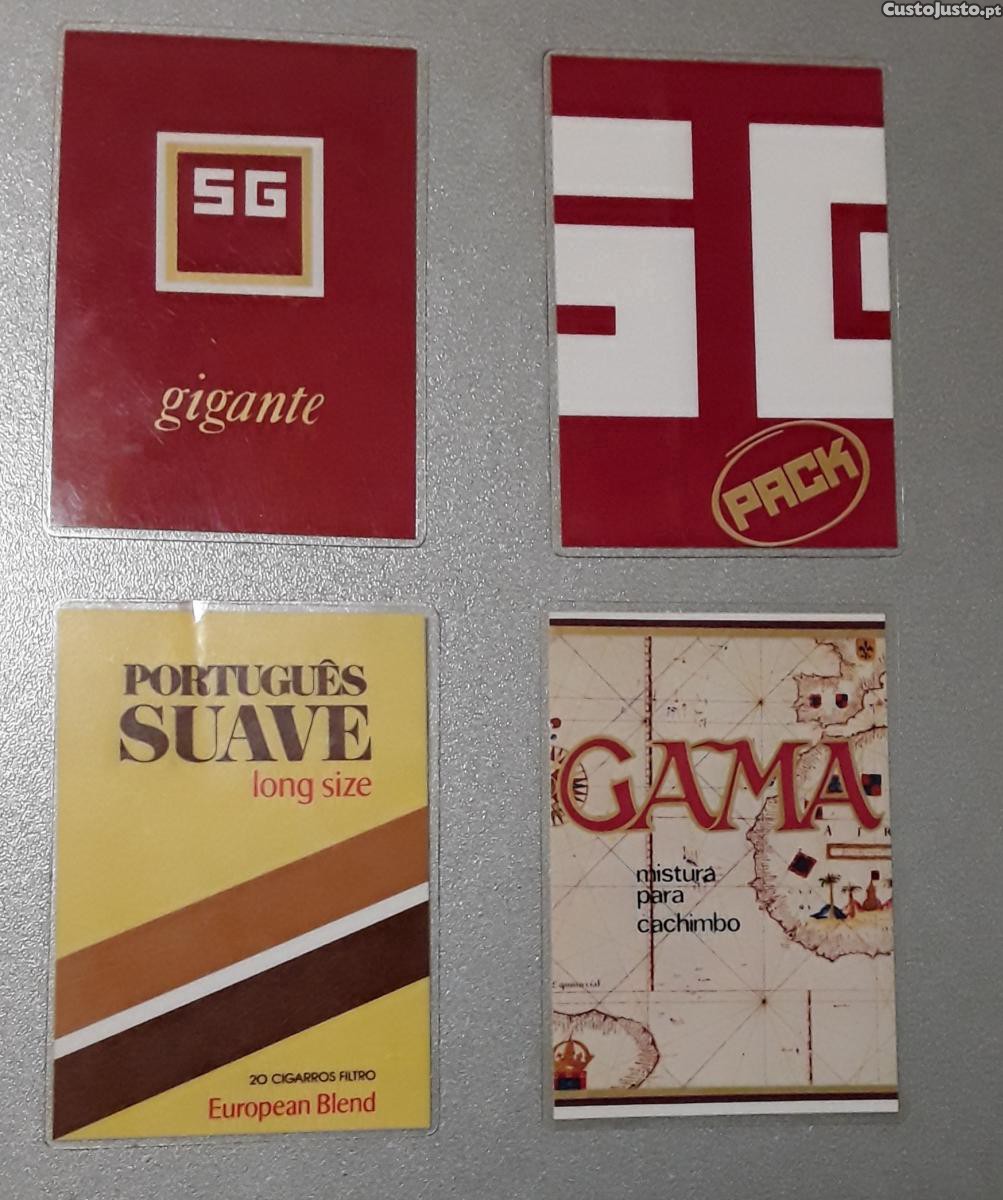 CustoJusto.pt
SG
gigante
SG
PACK
PORTUGUÊS
SUAVE
long size
20 CIGARROS FILTRO
European Blend
GAMA
mistura
para
cachimbo